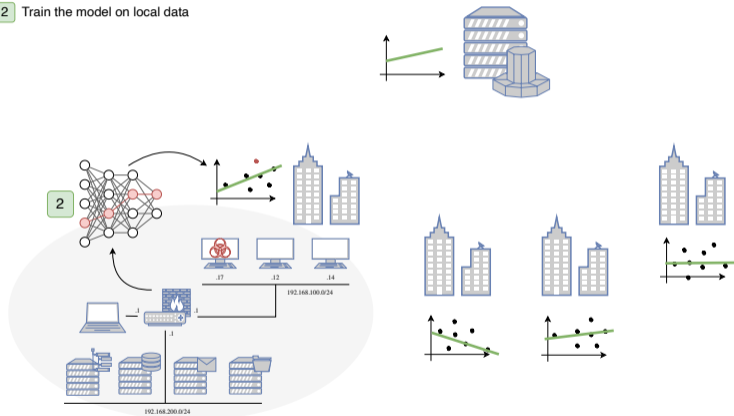 2 Train the model on local data
2
.17 .12 .14
192.168.100.0/24
.1 .1
.1
192.168.200.0/24